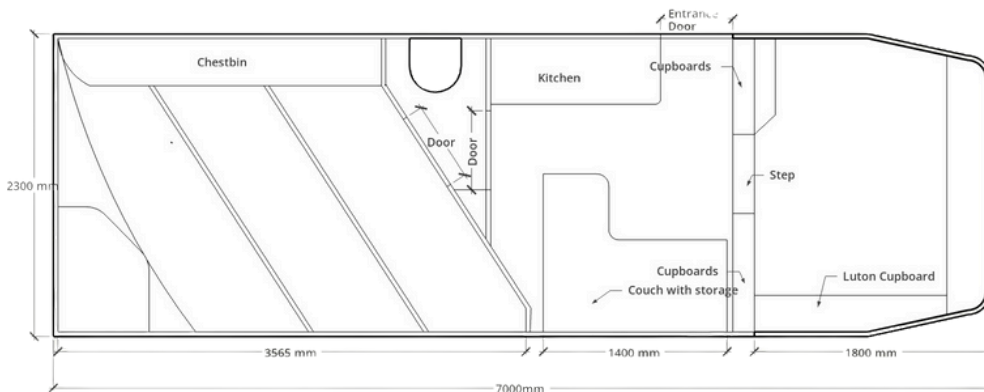 Entrance
Door
Chestbin
Kitchen
Cupboards
Door
Door
Step
2300 mm
Cupboards
Luton Cupboard
Couch with storage
3565 mm
1400 mm
1800 mm
7000mm